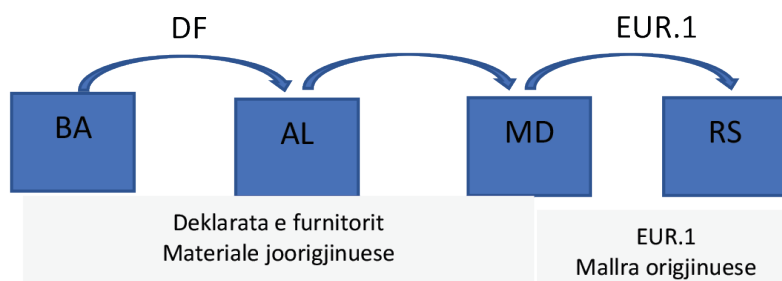 DF
EUR.1
BA
AL
MD
RS
Deklarata e furnitorit
Materiale joorigjinuese
EUR.1
Mallra origjinuese